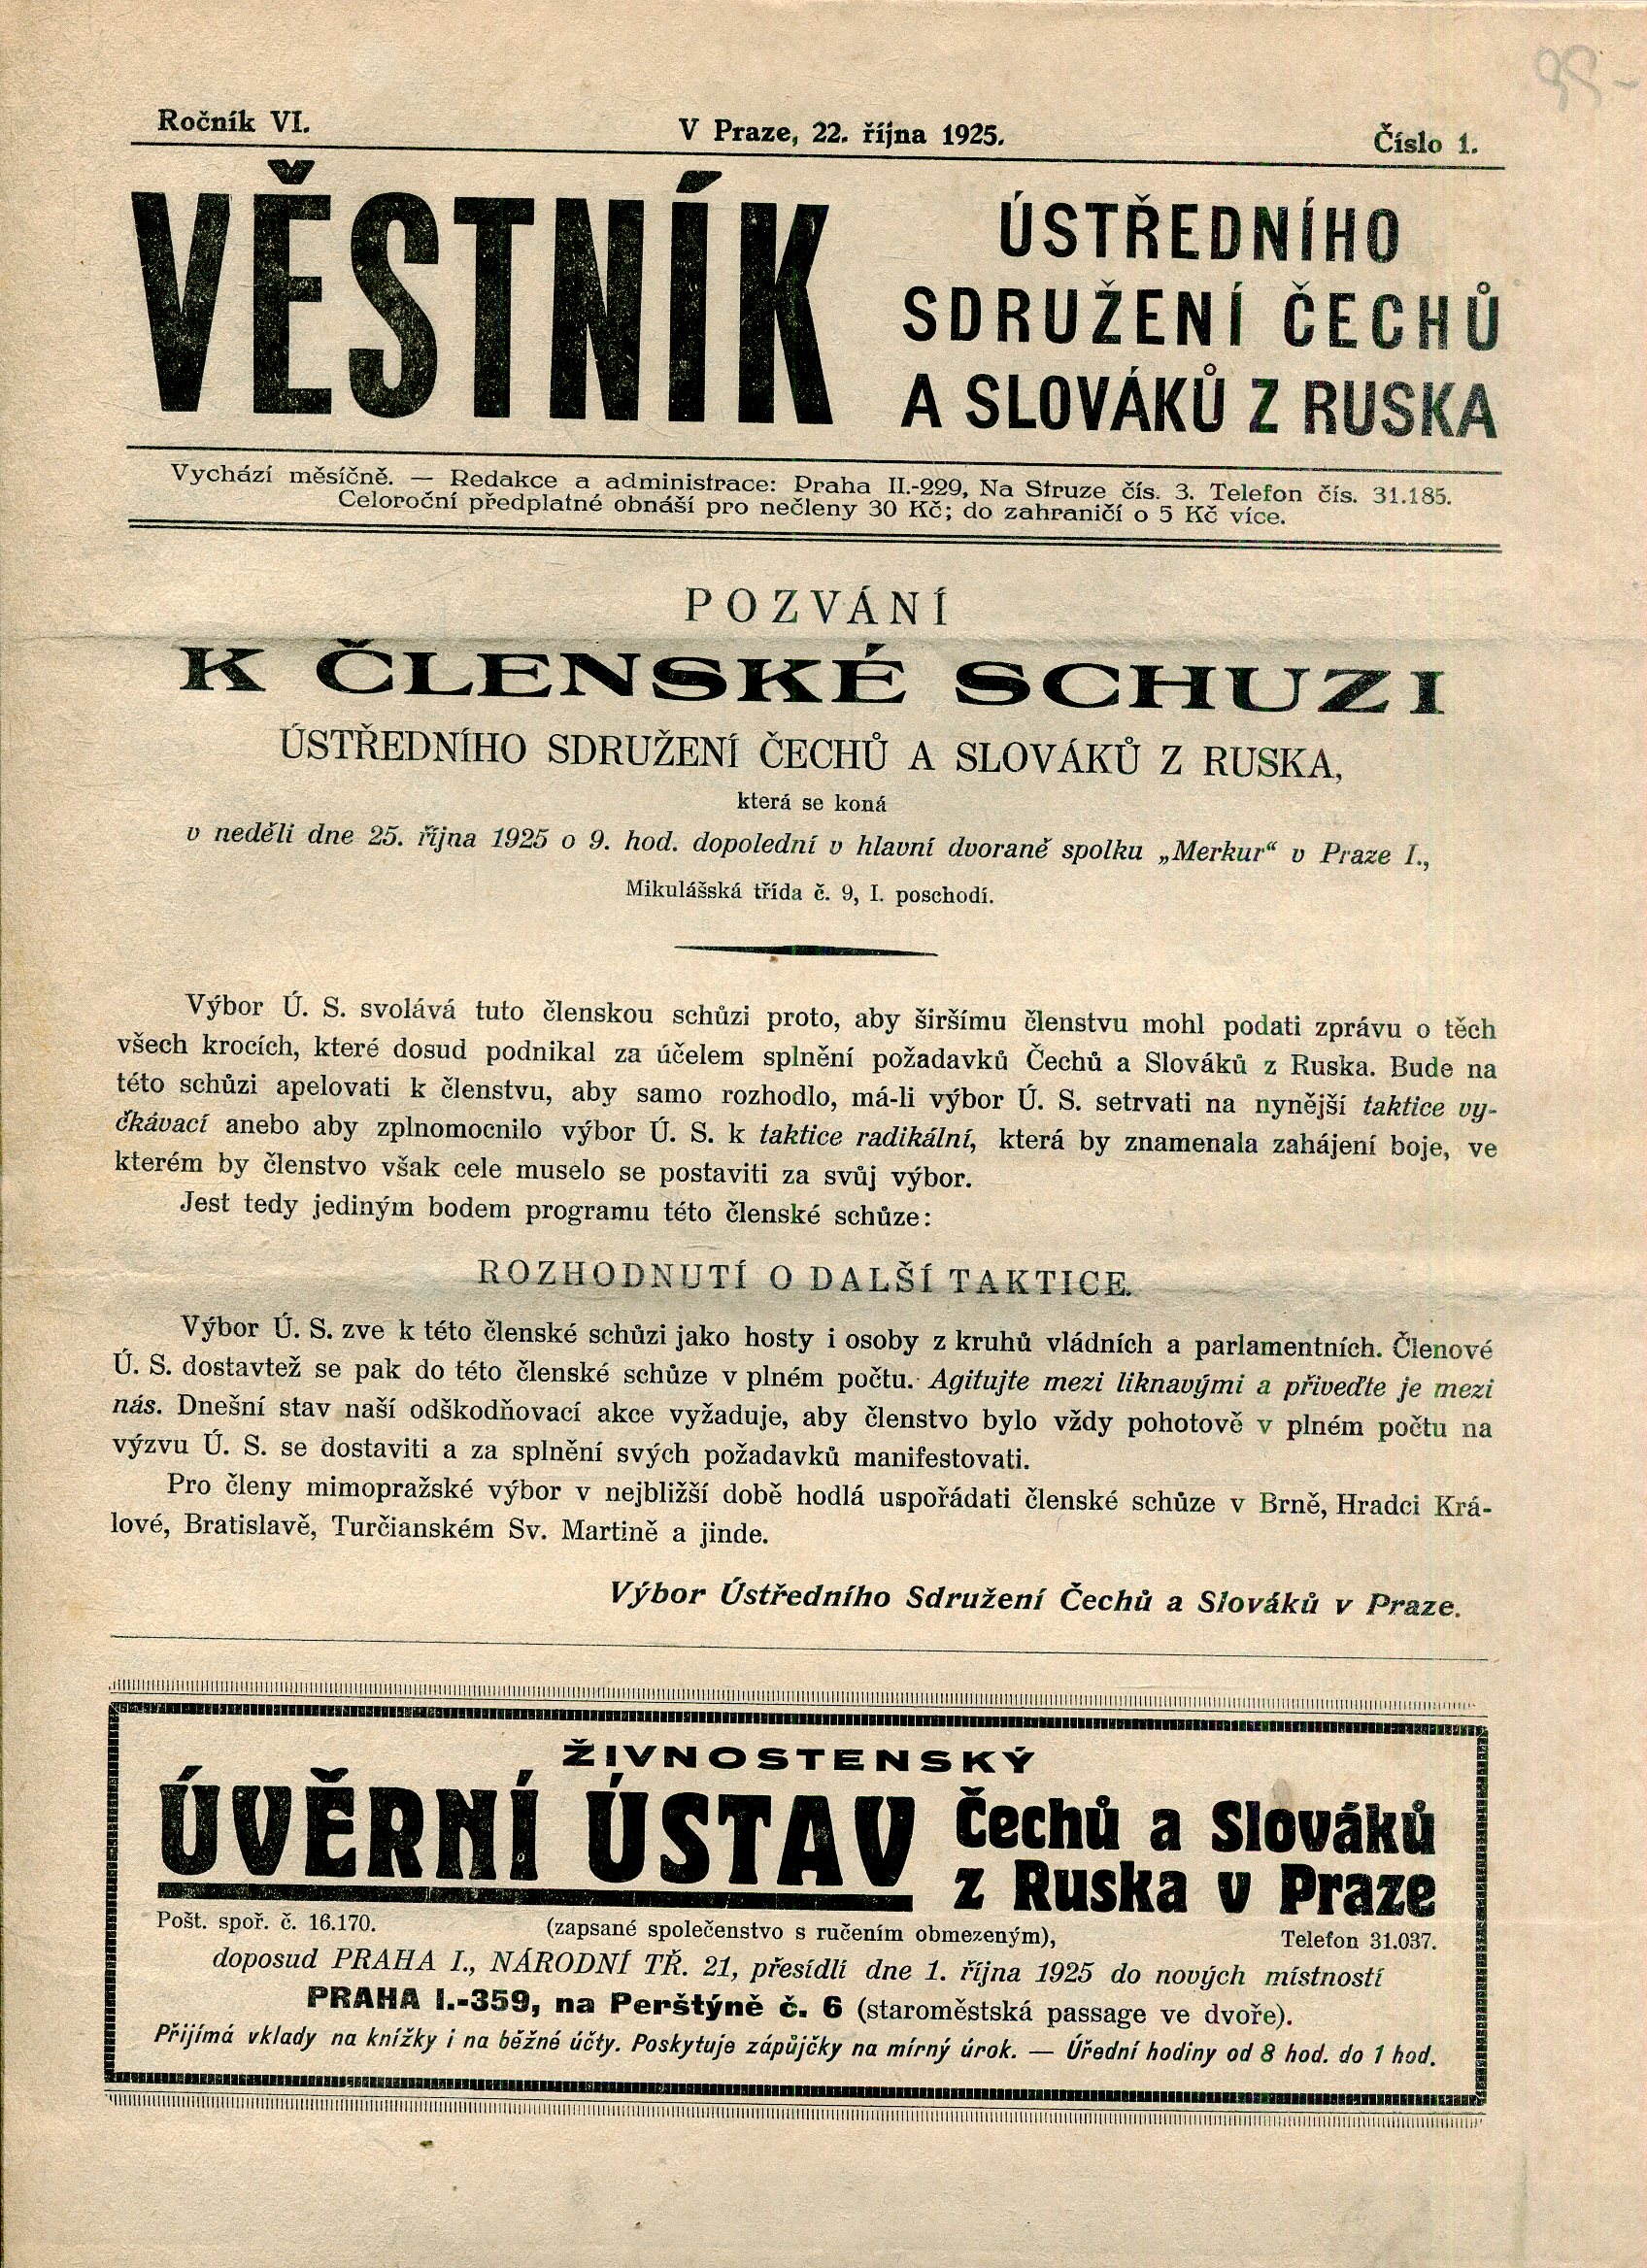 95-
Ročník VI.
V Praze, 22. října 1925.
Číslo 1.
VĚSTNÍK
ÚSTŘEDNÍHO
SDRUŽENÍ ČECHŮ
A SLOVÁKŮ Z RUSKA
Vychází měsíčně. — Redakce a administrace: Praha II.-229, Na Struze čís. 3. Telefon čís. 31.185.
Celoroční předplatné obnáší pro nečleny 30 Kč; do zahraničí o 5 Kč více.
POZVÁNÍ
K ČLENSKÉ SCHUZI
ÚSTŘEDNÍHO SDRUŽENÍ ČECHŮ A SLOVÁKŮ Z RUSKA,
která se koná
v neděli dne 25. října 1925 o 9. hod. dopolední v hlavní dvoraně spolku „Merkur“ v Praze I.,
Mikulášská třída č. 9, I. poschodí.
Výbor Ú. S. svolává tuto členskou schůzi proto, aby širšímu členstvu mohl podati zprávu o těch
všech krocích, které dosud podnikal za účelem splnění požadavků Čechů a Slováků z Ruska. Bude na
této schůzi apelovati k členstvu, aby samo rozhodlo, má-li výbor Ú. S. setrvati na nynější taktice vy-
čkávací anebo aby zplnomocnilo výbor Ú. S. k taktice radikální, která by znamenala zahájení boje, ve
kterém by členstvo však cele muselo se postaviti za svůj výbor.
Jest tedy jediným bodem programu této členské schůze:
ROZHODNUTÍ O DALŠÍ TAKTICE.
Výbor Ú. S. zve k této členské schůzi jako hosty i osoby z kruhů vládních a parlamentních. Členové
Ú. S. dostavtež se pak do této členské schůze v plném počtu. Agitujte mezi liknavými a přiveďte je mezi
nás. Dnešní stav naší odškodňovací akce vyžaduje, aby členstvo bylo vždy pohotově v plném počtu na
výzvu Ú. S. se dostaviti a za splnění svých požadavků manifestovati.
Pro členy mimopražské výbor v nejbližší době hodlá uspořádati členské schůze v Brně, Hradci Krá-
lové, Bratislavě, Turčianském Sv. Martině a jinde.
Výbor Ústředního Sdružení Čechů a Slováků v Praze.
ŽIVNOSTENSKÝ
ÚVĚRNÍ ÚSTAV
Čechů a Slováků
z Ruska v Praze
Pošt. spoř. č. 16.170.
(zapsané společenstvo s ručením obmezeným),
Telefon 31.037.
doposud PRAHA I., NÁRODNÍ TŘ. 21, přesídlí dne 1. října 1925 do nových místností
PRAHA I.-359, na Perštýně č. 6 (staroměstská passage ve dvoře).
Přijímá vklady na knížky i na běžné účty. Poskytuje zápůjčky na mírný úrok. — Úřední hodiny od 8 hod. do 1 hod.